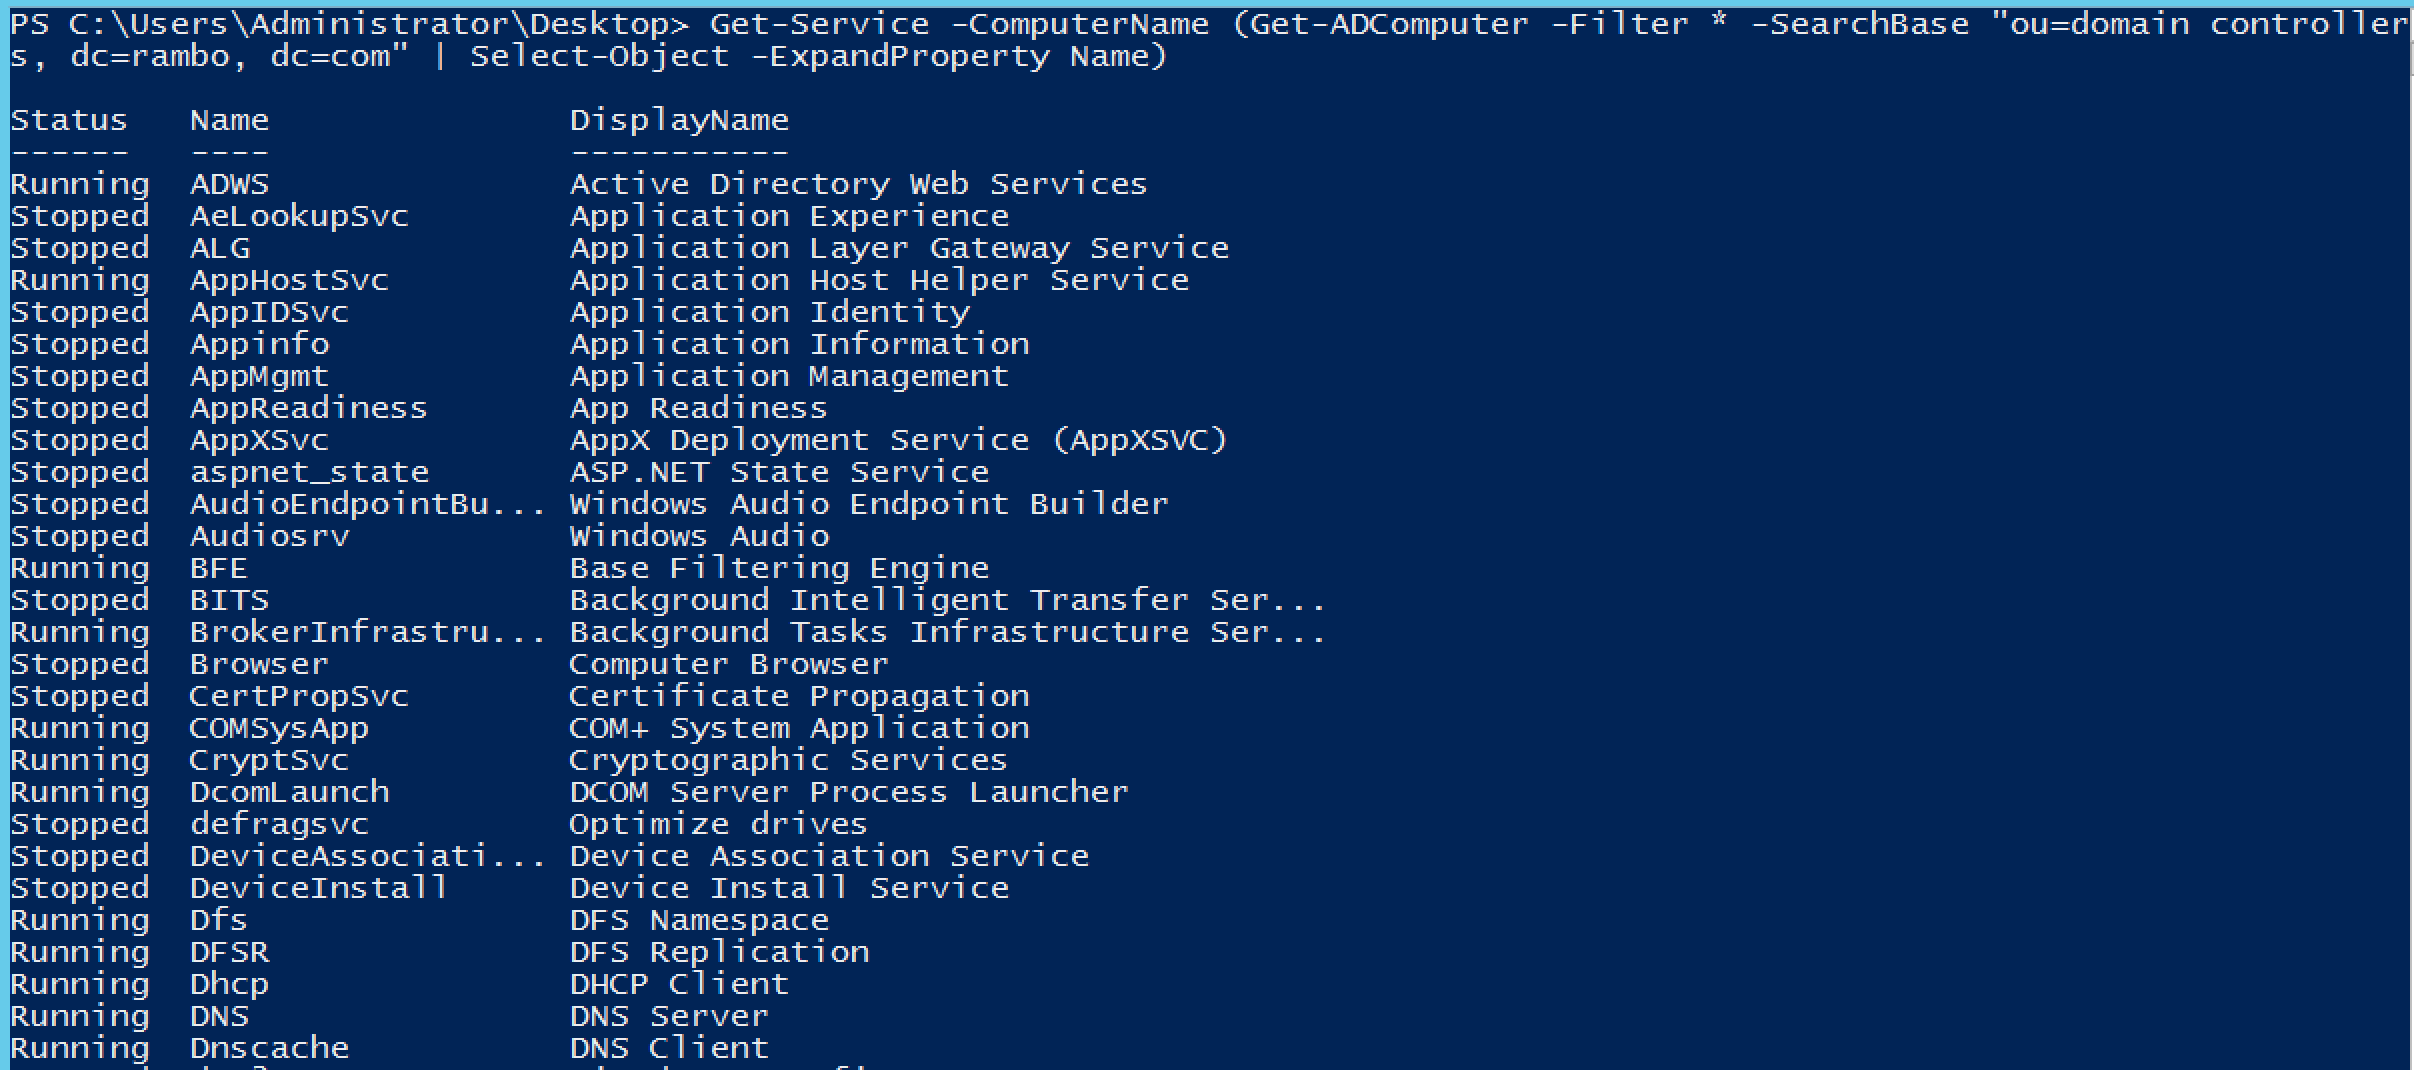 PS C:\Users\Administrator\Desktop> Get-Service -ComputerName (Get-ADComputer -Filter * -SearchBase "ou=domain controller
s, dc=rambo, dc=com" | Select-Object -ExpandProperty Name)
Status   Name               DisplayName
------   ----               -----------
Running  ADWS               Active Directory Web Services
Stopped  AeLookupSvc        Application Experience
Stopped  ALG                Application Layer Gateway Service
Running  AppHostSvc         Application Host Helper Service
Stopped  AppIDSvc           Application Identity
Stopped  Appinfo            Application Information
Stopped  AppMgmt            Application Management
Stopped  AppReadiness       App Readiness
Stopped  AppXSvc            AppX Deployment Service (AppXSVC)
Stopped  aspnet_state       ASP.NET State Service
Stopped  AudioEndpointBu... Windows Audio Endpoint Builder
Stopped  Audiosrv           Windows Audio
Running  BFE                Base Filtering Engine
Stopped  BITS               Background Intelligent Transfer Ser...
Running  BrokerInfrastru... Background Tasks Infrastructure Ser...
Stopped  Browser            Computer Browser
Stopped  CertPropSvc        Certificate Propagation
Running  COMSysApp          COM+ System Application
Running  CryptSvc           Cryptographic Services
Running  DcomLaunch         DCOM Server Process Launcher
Stopped  defragsvc          Optimize drives
Stopped  DeviceAssociati... Device Association Service
Stopped  DeviceInstall      Device Install Service
Running  Dfs                DFS Namespace
Running  DFSR               DFS Replication
Running  Dhcp               DHCP Client
Running  DNS                DNS Server
Running  Dnscache           DNS Client